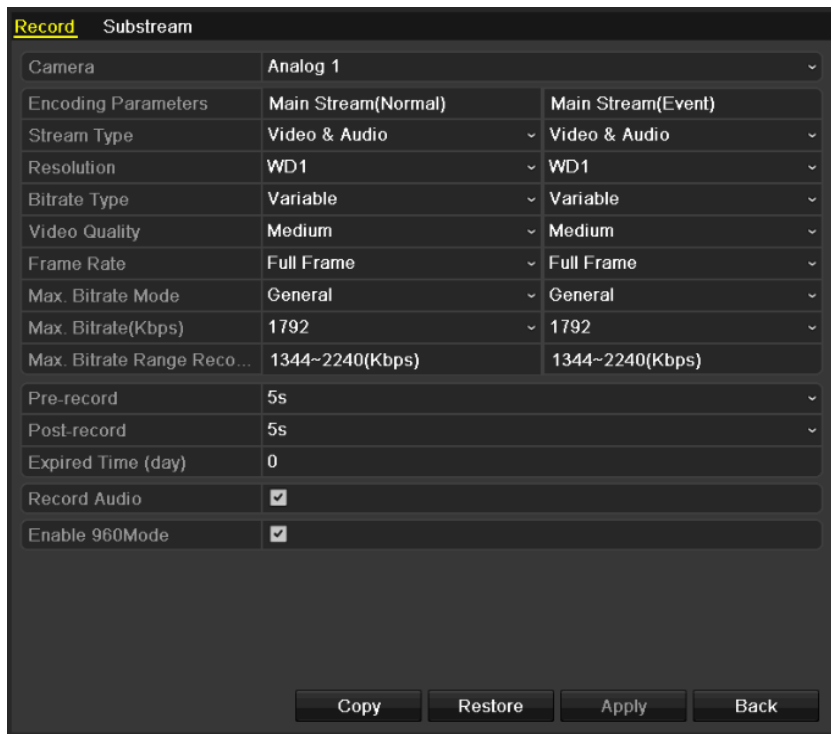 Record Substream
Camera Analog 1
Encoding Parameters Main Stream(Normal) Main Stream(Event)
Stream Type Video & Audio Video & Audio
Resolution WD1 WD1
Bitrate Type Variable Variable
Video Quality Medium Medium
Frame Rate Full Frame Full Frame
Max. Bitrate Mode General General
Max. Bitrate(Kbps) 1792 1792
Max. Bitrate Range Reco... 1344~2240(Kbps) 1344~2240(Kbps)
Pre-record 5s
Post-record 5s
Expired Time (day) 0
Record Audio
Enable 960Mode
Copy Restore Apply Back